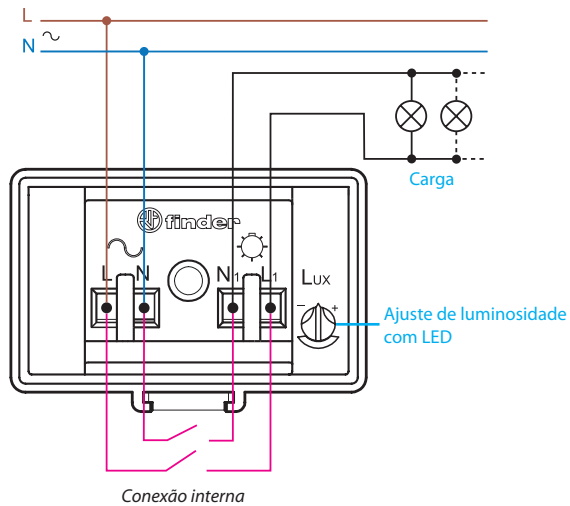 L
N
Carga
finder
L N N1 L1 LUX
− +
Ajuste de luminosidade
com LED
Conexão interna